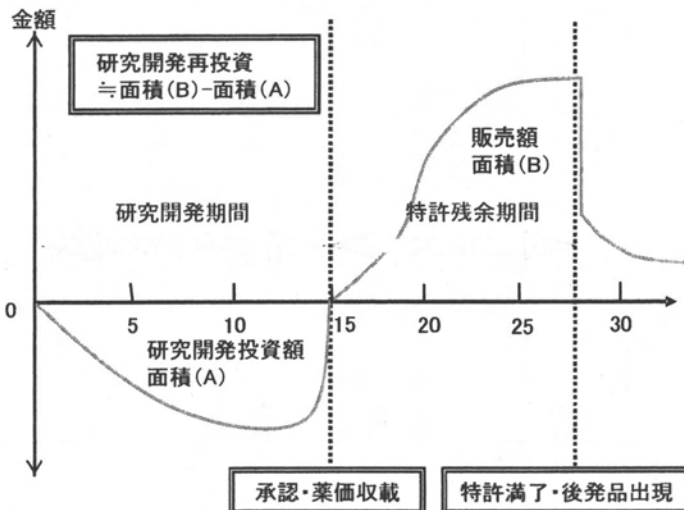 金額
研究開発再投資
≒面積(B)-面積(A)
販売額
面積(B)
研究開発期間
特許残余期間
0
5
10
15
20
25
30
研究開発投資額
面積(A)
承認・薬価収載
特許満了・後発品出現